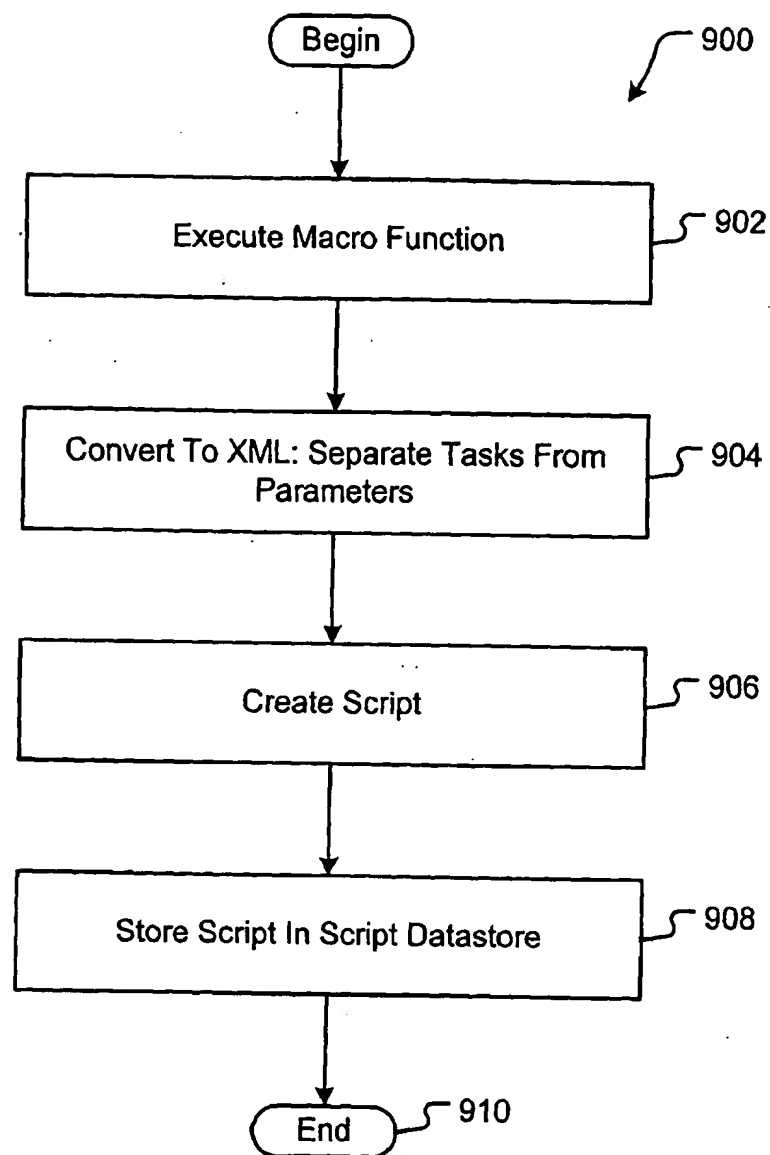 Begin
900
Execute Macro Function
902
Convert To XML: Separate Tasks From
Parameters
904
Create Script
906
Store Script In Script Datastore
908
End
910